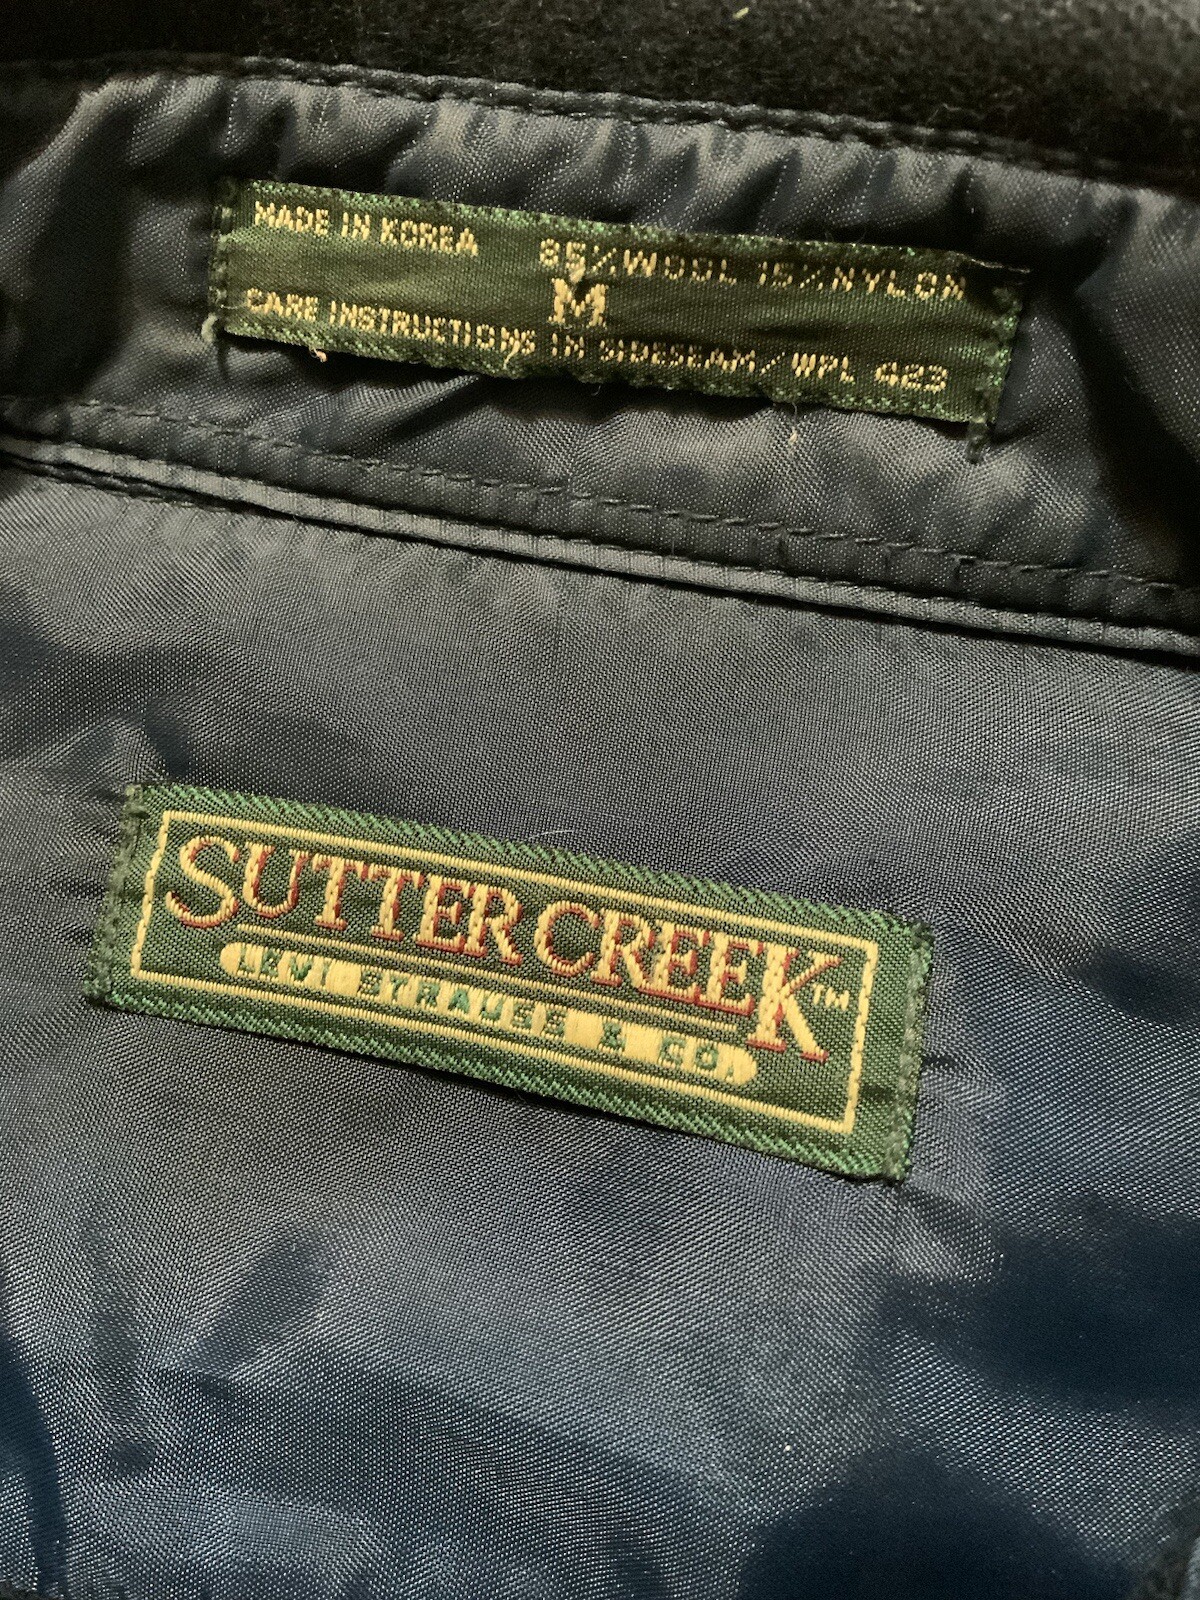 MADE IN KOREA 85%WOOL 15%NYLON
M
CARE INSTRUCTIONS IN SIDESEAM/WPL 423
SUTTER CREEK™
LEVI STRAUSS & CO.